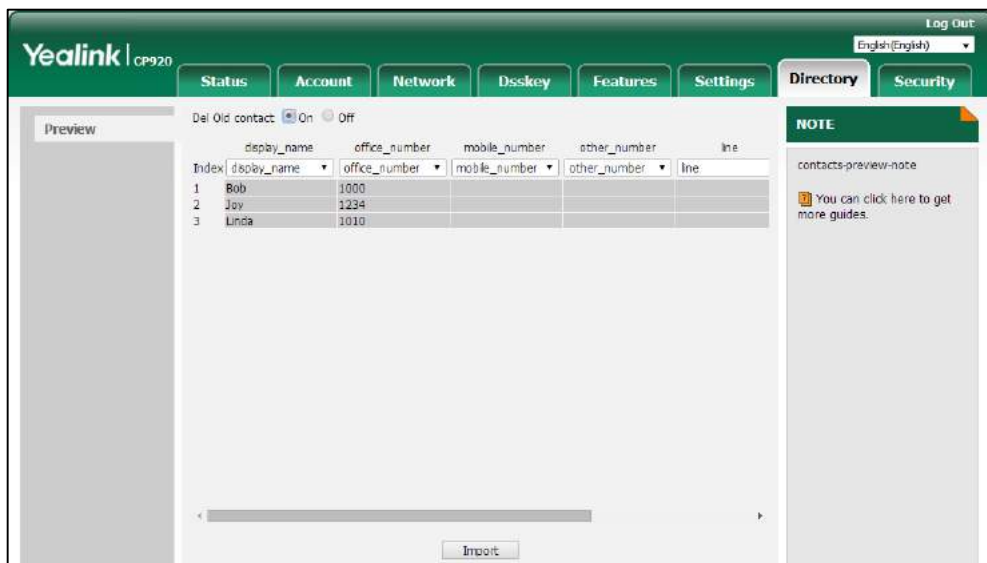 Log Out
Yealink | CP920
English(English)
Status Account Network Dsskey Features Settings Directory Security
Preview
Del Old contact On Off
NOTE
display_name office_number mobile_number other_number line
Index display_name office_number mobile_number other_number line
1 Bob 1000
2 Joy 1234
3 Linda 1010
contacts-preview-note
You can click here to get
more guides.
Import